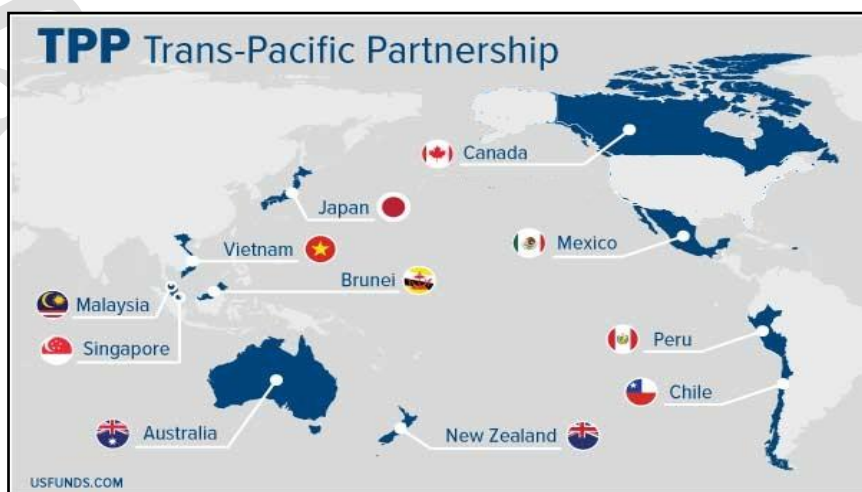 TPP Trans-Pacific Partnership
Canada
Japan
Vietnam
Mexico
Brunei
Malaysia
Singapore
Peru
Chile
Australia
New Zealand
USFUNDS.COM